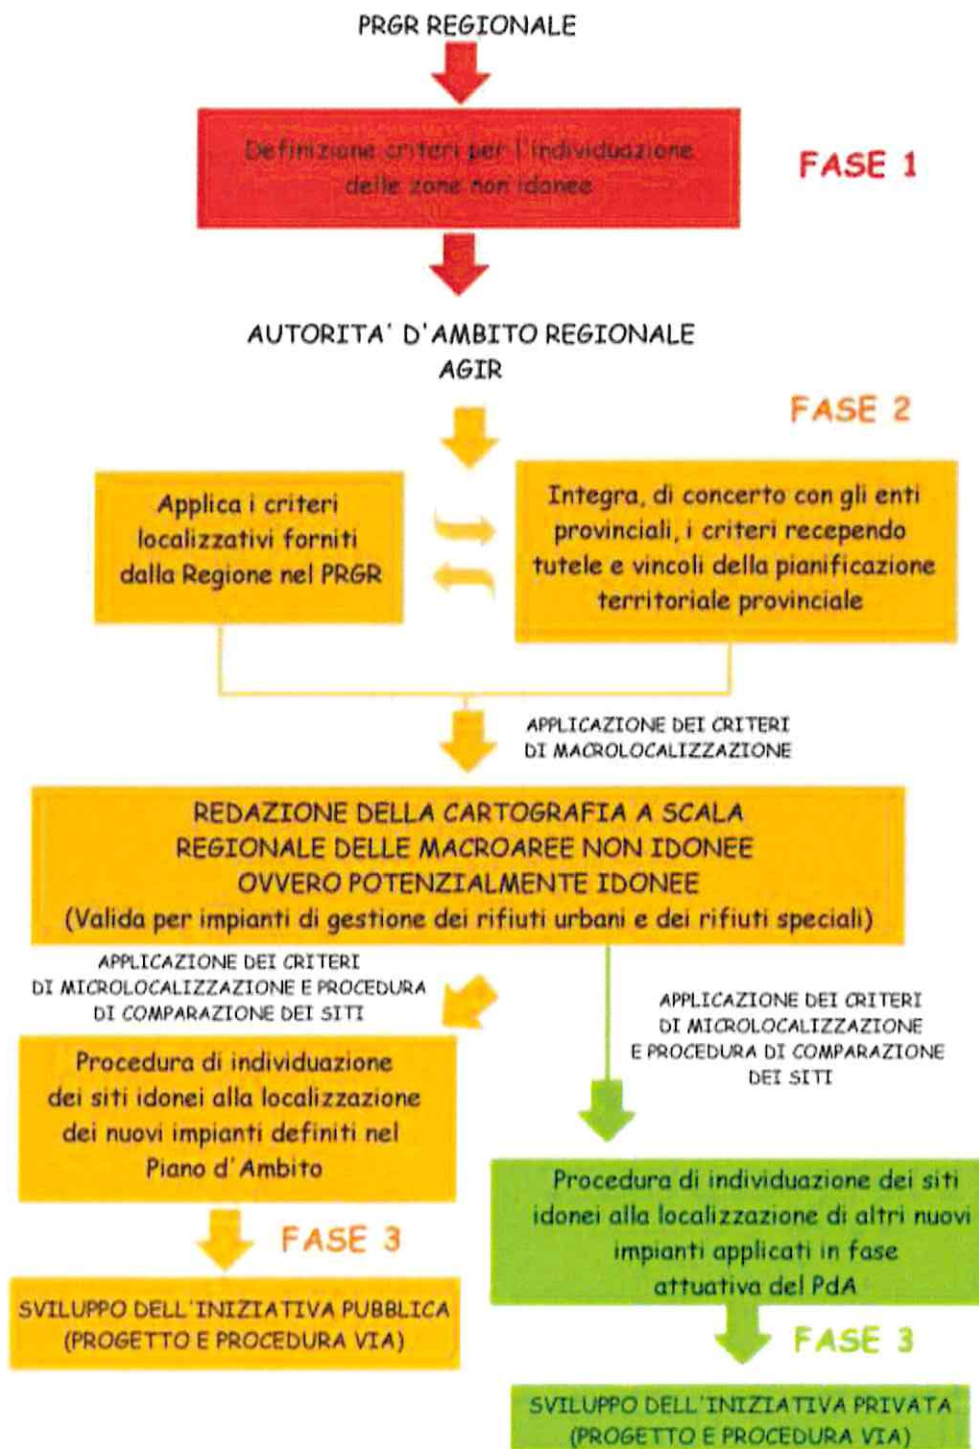 PRGR REGIONALE
Definizione criteri per l'individuazione
delle zone non idonee
FASE 1
AUTORITA' D'AMBITO REGIONALE
AGIR
FASE 2
Applica i criteri
localizzativi forniti
dalla Regione nel PRGR
Integra, di concerto con gli enti
provinciali, i criteri recependo
tutele e vincoli della pianificazione
territoriale provinciale
APPLICAZIONE DEI CRITERI
DI MACROLOCALIZZAZIONE
REDAZIONE DELLA CARTOGRAFIA A SCALA
REGIONALE DELLE MACROAREE NON IDONEE
OVVERO POTENZIALMENTE IDONEE
(Valida per impianti di gestione dei rifiuti urbani e dei rifiuti speciali)
APPLICAZIONE DEI CRITERI
DI MICROLOCALIZZAZIONE E PROCEDURA
DI COMPARAZIONE DEI SITI
APPLICAZIONE DEI CRITERI
DI MICROLOCALIZZAZIONE
E PROCEDURA DI COMPARAZIONE
DEI SITI
Procedura di individuazione
dei siti idonei alla localizzazione
dei nuovi impianti definiti nel
Piano d'Ambito
FASE 3
SVILUPPO DELL'INIZIATIVA PUBBLICA
(PROGETTO E PROCEDURA VIA)
Procedura di individuazione dei siti
idonei alla localizzazione di altri nuovi
impianti applicati in fase
attuativa del PdA
FASE 3
SVILUPPO DELL'INIZIATIVA PRIVATA
(PROGETTO E PROCEDURA VIA)